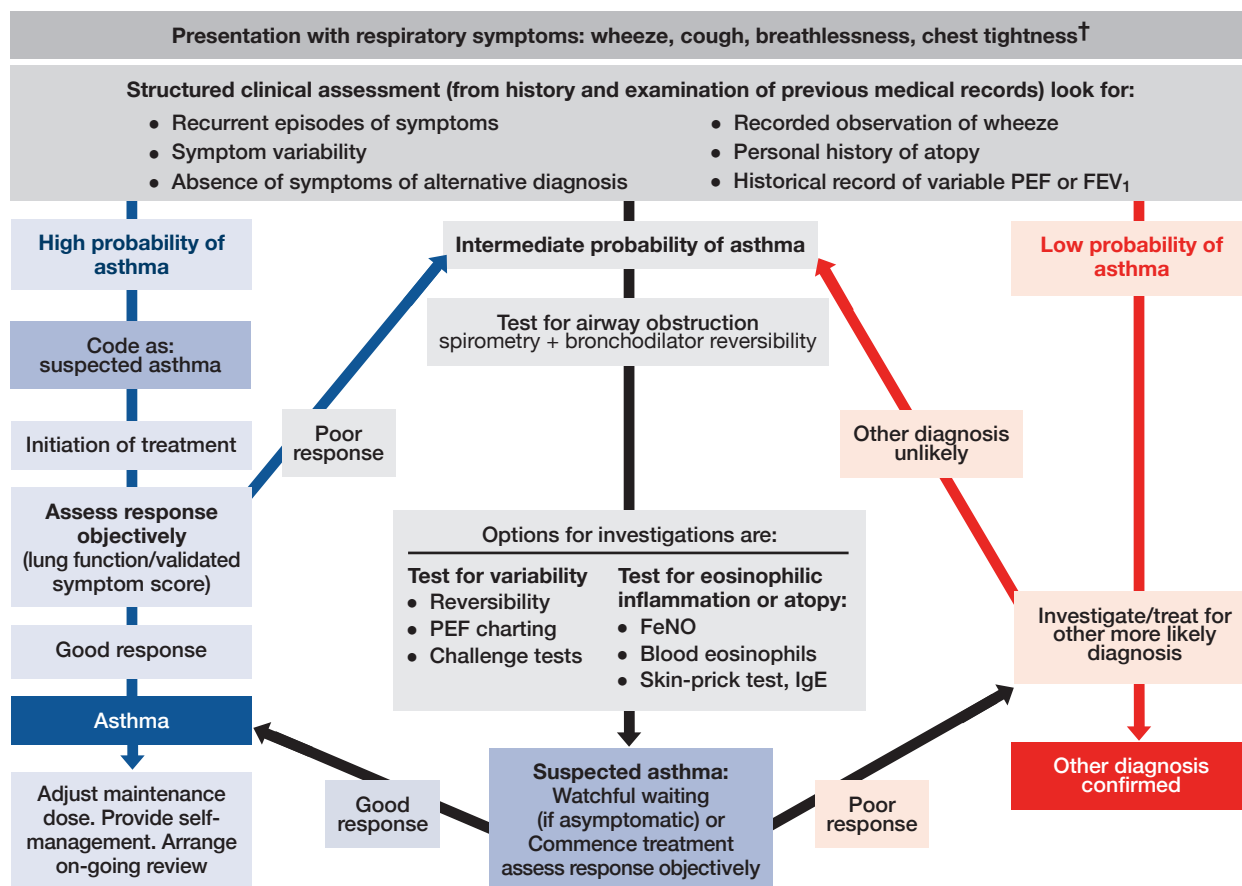 Presentation with respiratory symptoms: wheeze, cough, breathlessness, chest tightness†
Structured clinical assessment (from history and examination of previous medical records) look for:
• Recurrent episodes of symptoms
• Symptom variability
• Absence of symptoms of alternative diagnosis
• Recorded observation of wheeze
• Personal history of atopy
• Historical record of variable PEF or FEV₁
High probability of
asthma
Code as:
suspected asthma
Initiation of treatment
Assess response
objectively
(lung function/validated
symptom score)
Good response
Asthma
Adjust maintenance
dose. Provide self-
management. Arrange
on-going review
Poor
response
Intermediate probability of asthma
Test for airway obstruction
spirometry + bronchodilator reversibility
Options for investigations are:
Test for variability
• Reversibility
• PEF charting
• Challenge tests
Test for eosinophilic
inflammation or atopy:
• FeNO
• Blood eosinophils
• Skin-prick test, IgE
Suspected asthma:
Watchful waiting
(if asymptomatic) or
Commence treatment
assess response objectively
Good
response
Poor
response
Low probability of
asthma
Other diagnosis
unlikely
Investigate/treat for
other more likely
diagnosis
Other diagnosis
confirmed